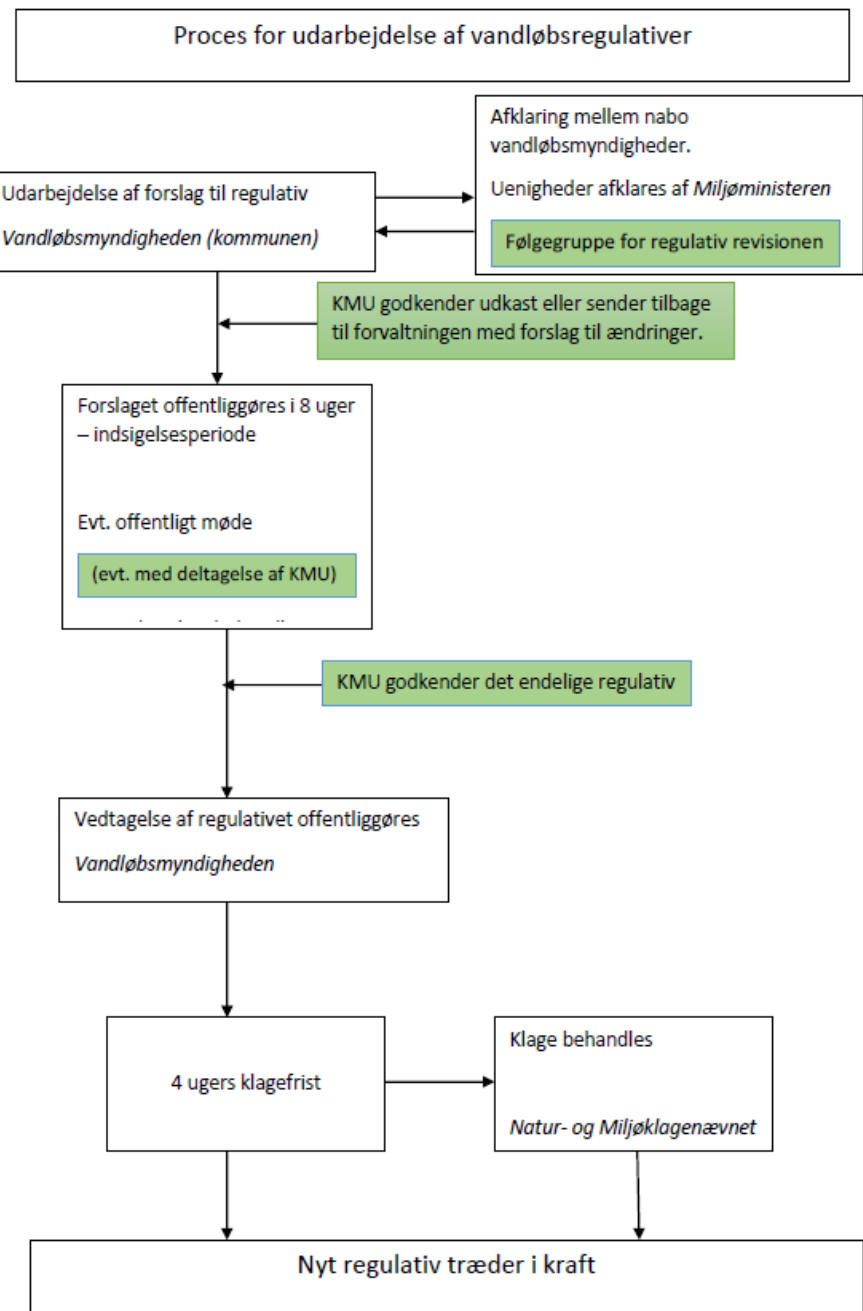 Proces for udarbejdelse af vandløbsregulativer
Afklaring mellem nabo
vandløbsmyndigheder.
Uenigheder afklares af Miljøministeren
Følgegruppe for regulativ revisionen
Udarbejdelse af forslag til regulativ
Vandløbsmyndigheden (kommunen)
KMU godkender udkast eller sender tilbage
til forvaltningen med forslag til ændringer.
Forslaget offentliggøres i 8 uger
– indsigelsesperiode
Evt. offentligt møde
(evt. med deltagelse af KMU)
KMU godkender det endelige regulativ
Vedtagelse af regulativet offentliggøres
Vandløbsmyndigheden
4 ugers klagefrist
Klage behandles
Natur- og Miljøklagenævnet
Nyt regulativ træder i kraft